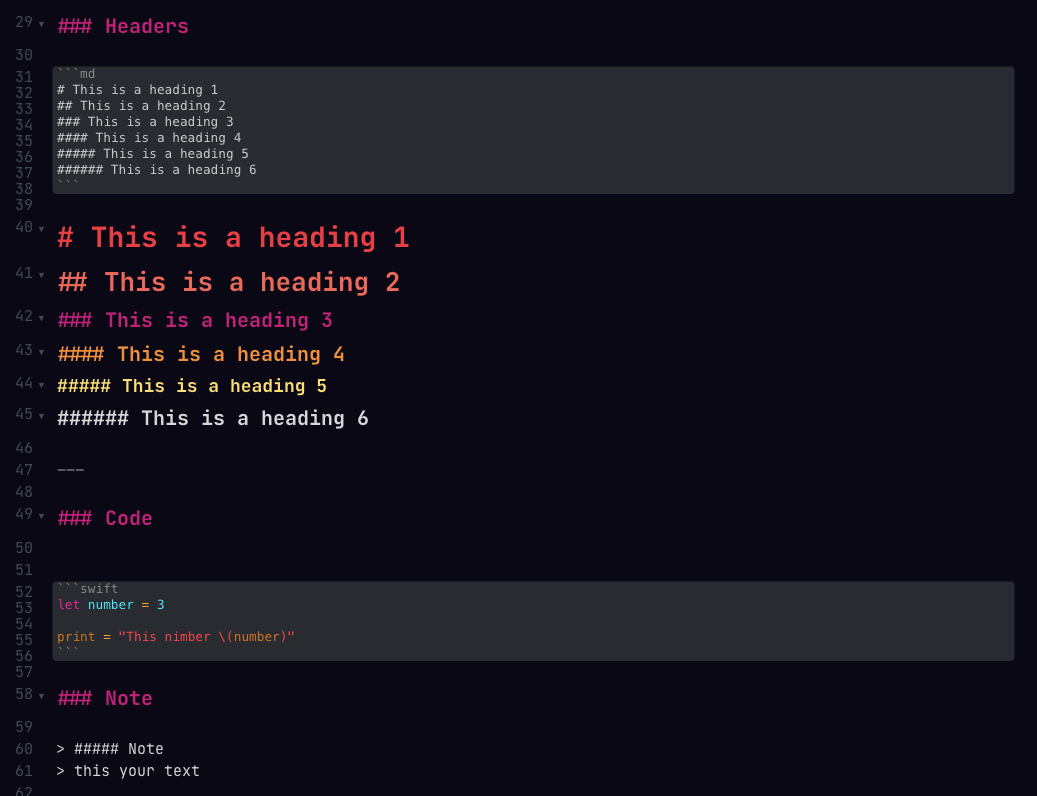 29 ### Headers
30
31 ```md
32 # This is a heading 1
33 ## This is a heading 2
34 ### This is a heading 3
35 #### This is a heading 4
36 ##### This is a heading 5
37 ###### This is a heading 6
38 ```
39
40 # This is a heading 1
41 ## This is a heading 2
42 ### This is a heading 3
43 #### This is a heading 4
44 ##### This is a heading 5
45 ###### This is a heading 6
46
47 ---
48
49 ### Code
50
51
52 ```swift
53 let number = 3
54
55 print = "This nimber \(number)"
56 ```
57
58 ### Note
59
60 > ##### Note
61 > this your text
62